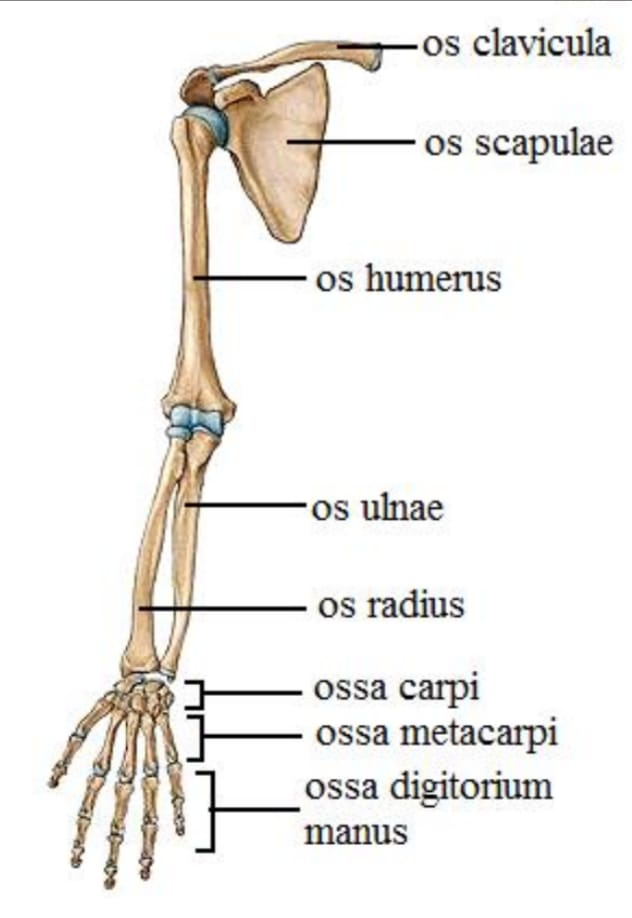 os clavicula
os scapulae
os humerus
os ulnae
os radius
ossa carpi
ossa metacarpi
ossa digitorium
manus